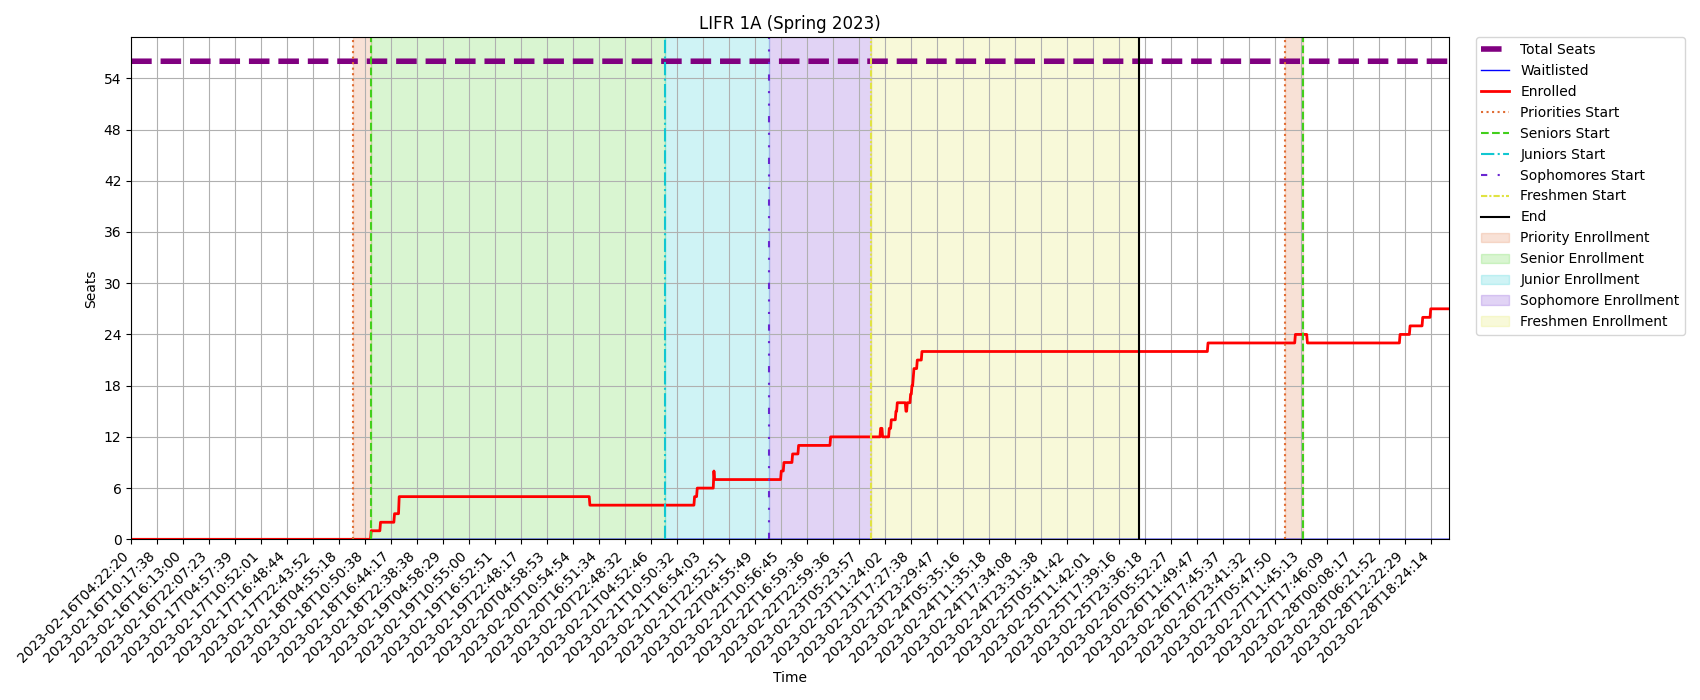 LIFR 1A (Spring 2023)
Seats
54
48
42
36
30
24
18
12
6
0
2023-02-16T04:22:20
2023-02-16T10:17:38
2023-02-16T16:13:00
2023-02-16T22:07:23
2023-02-17T04:57:39
2023-02-17T10:52:01
2023-02-17T16:48:44
2023-02-17T22:43:52
2023-02-18T04:55:18
2023-02-18T10:50:38
2023-02-18T16:44:17
2023-02-18T22:38:38
2023-02-19T04:58:29
2023-02-19T10:55:00
2023-02-19T16:52:51
2023-02-19T22:48:17
2023-02-20T04:58:53
2023-02-20T10:54:54
2023-02-20T16:51:34
2023-02-20T22:48:32
2023-02-21T04:52:46
2023-02-21T10:50:32
2023-02-21T16:54:03
2023-02-21T22:52:51
2023-02-22T04:55:49
2023-02-22T10:56:45
2023-02-22T16:59:36
2023-02-22T22:59:36
2023-02-23T05:23:57
2023-02-23T11:24:02
2023-02-23T17:27:38
2023-02-23T23:29:47
2023-02-24T05:35:16
2023-02-24T11:35:18
2023-02-24T17:34:08
2023-02-24T23:31:38
2023-02-25T05:41:42
2023-02-25T11:42:01
2023-02-25T17:39:16
2023-02-25T23:36:18
2023-02-26T05:52:27
2023-02-26T11:49:47
2023-02-26T17:45:37
2023-02-26T23:41:32
2023-02-27T05:47:50
2023-02-27T11:45:13
2023-02-27T17:46:09
2023-02-28T00:08:17
2023-02-28T06:21:52
2023-02-28T12:22:29
2023-02-28T18:24:14
Time
Total Seats
Waitlisted
Enrolled
Priorities Start
Seniors Start
Juniors Start
Sophomores Start
Freshmen Start
End
Priority Enrollment
Senior Enrollment
Junior Enrollment
Sophomore Enrollment
Freshmen Enrollment